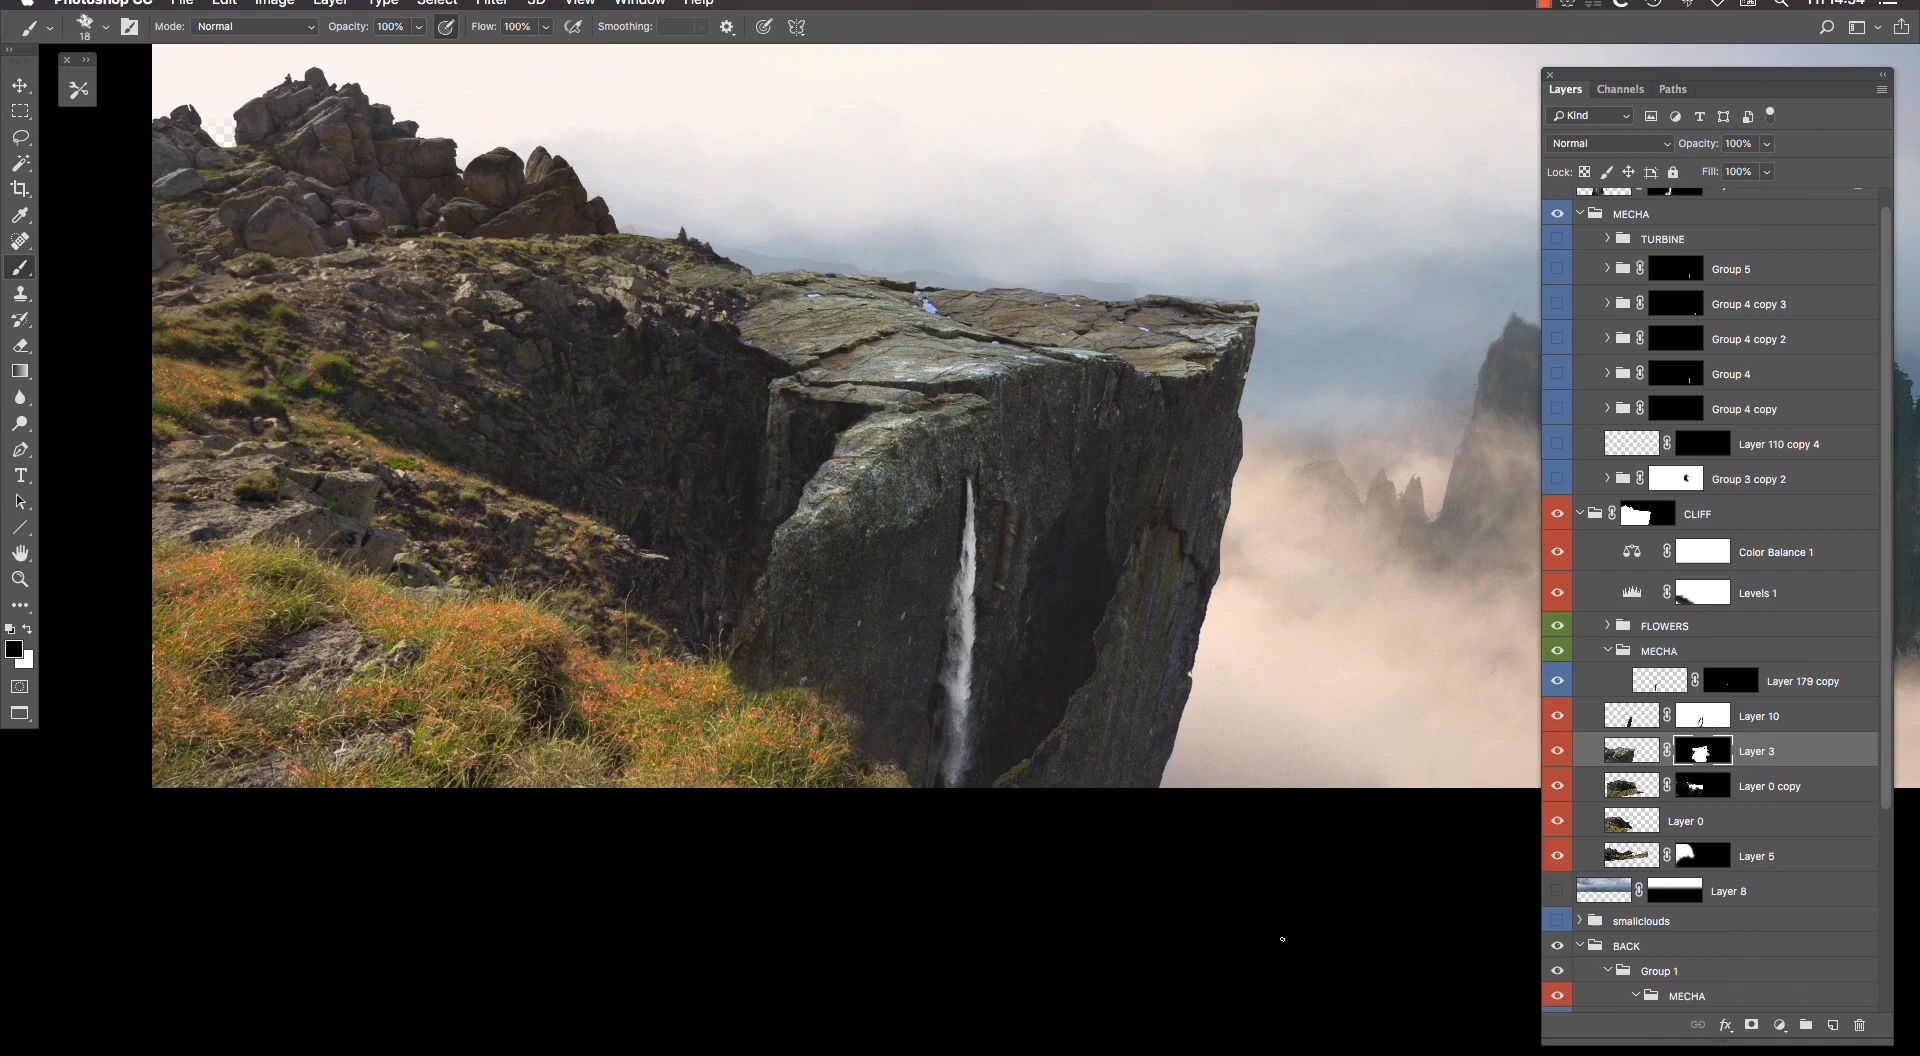 Photoshop CC File Edit Image Layer Type Select Filter 3D View Window Help Fri 14:34
18 Mode: Normal Opacity: 100% Flow: 100% Smoothing:
Layers Channels Paths
Kind
Normal Opacity: 100%
Lock: Fill: 100%
MECHA
TURBINE
Group 5
Group 4 copy 3
Group 4 copy 2
Group 4
Group 4 copy
Layer 110 copy 4
Group 3 copy 2
CLIFF
Color Balance 1
Levels 1
FLOWERS
MECHA
Layer 179 copy
Layer 10
Layer 3
Layer 0 copy
Layer 0
Layer 5
Layer 8
smallclouds
BACK
Group 1
MECHA
fx